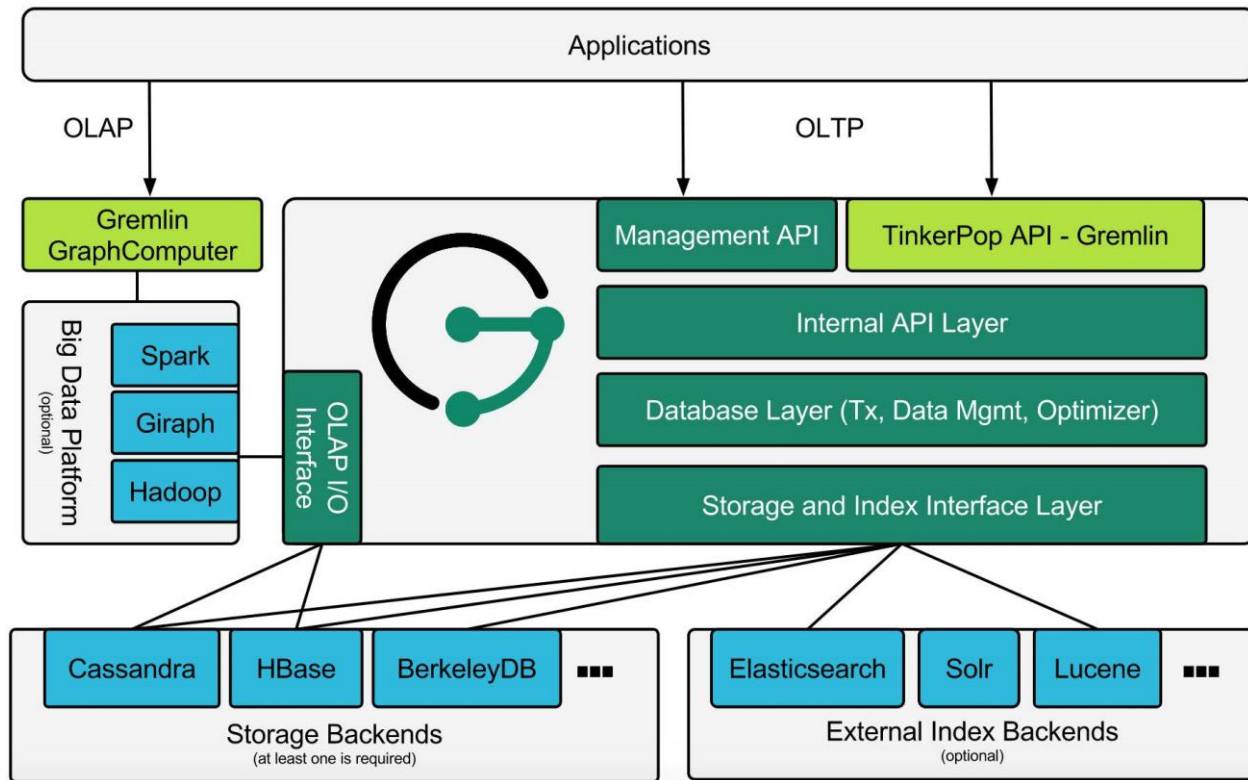 Applications
OLAP
OLTP
Gremlin
GraphComputer
Management API
TinkerPop API - Gremlin
Big Data Platform
(optional)
Spark
Giraph
Hadoop
OLAP I/O
Interface
Internal API Layer
Database Layer (Tx, Data Mgmt, Optimizer)
Storage and Index Interface Layer
Cassandra
HBase
BerkeleyDB
Storage Backends
(at least one is required)
Elasticsearch
Solr
Lucene
External Index Backends
(optional)